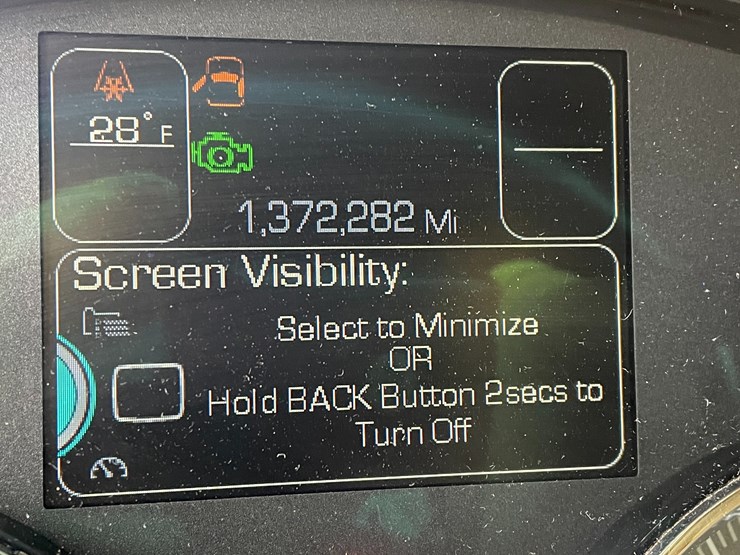 28° F
1,372,282 Mi
Screen Visibility:
Select to Minimize
OR
Hold BACK Button 2secs to
Turn Off